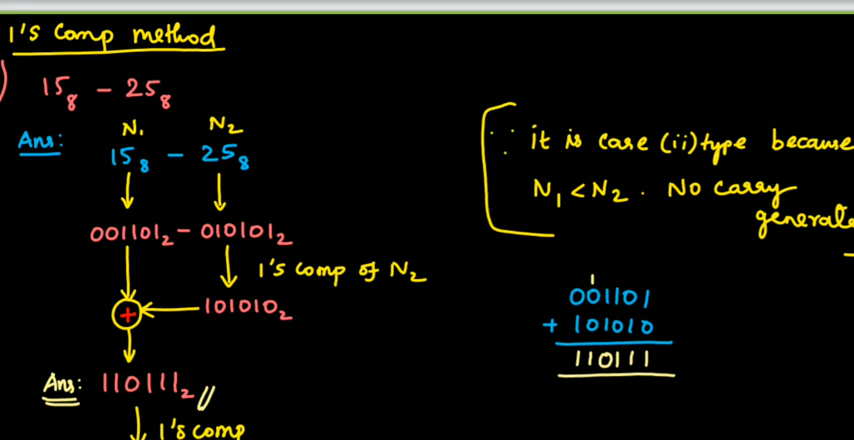 1's Comp method
15₈ - 25₈
Ans: N₁ N₂
15₈ - 25₈
001101₂ - 010101₂
1's comp of N₂
+ 101010₂
Ans: 110111₂
1's comp
∵ it is case (ii) type because
N₁ < N₂. No carry
generate
1
001101
+ 101010
110111